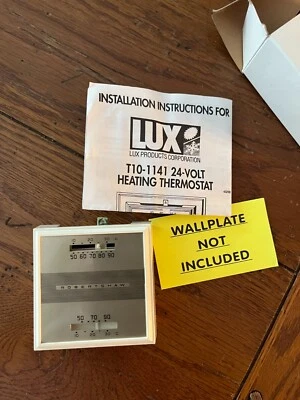 INSTALLATION INSTRUCTIONS FOR
LUX
LUX PRODUCTS CORPORATION
T10-1141 24-VOLT
HEATING THERMOSTAT
WALLPLATE
NOT
INCLUDED
50 60 70 80 90
ROBERTSHAW
50 70 90